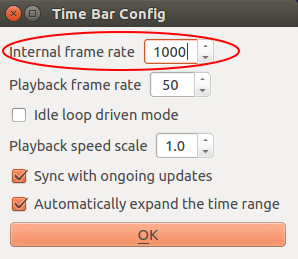 Time Bar Config
Internal frame rate 1000
Playback frame rate 50
Idle loop driven mode
Playback speed scale 1.0
Sync with ongoing updates
Automatically expand the time range
OK